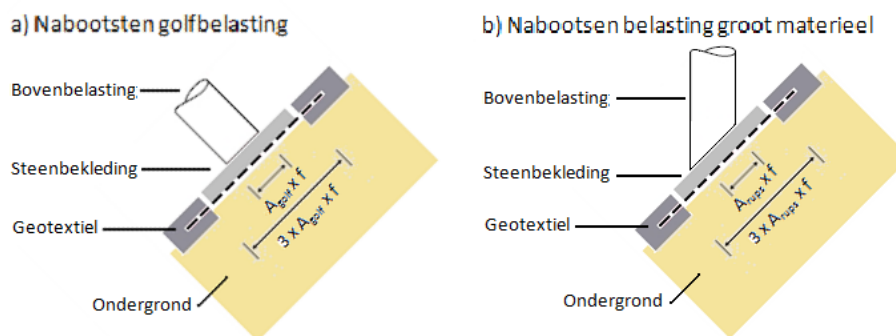 a) Nabootsten golfbelasting
Bovenbelasting
Steenbekleding
Geotextiel
Ondergrond
Agolf x f
3 x Agolf x f
b) Nabootsen belasting groot materieel
Bovenbelasting
Steenbekleding
Geotextiel
Ondergrond
Arups x f
3 x Arups x f